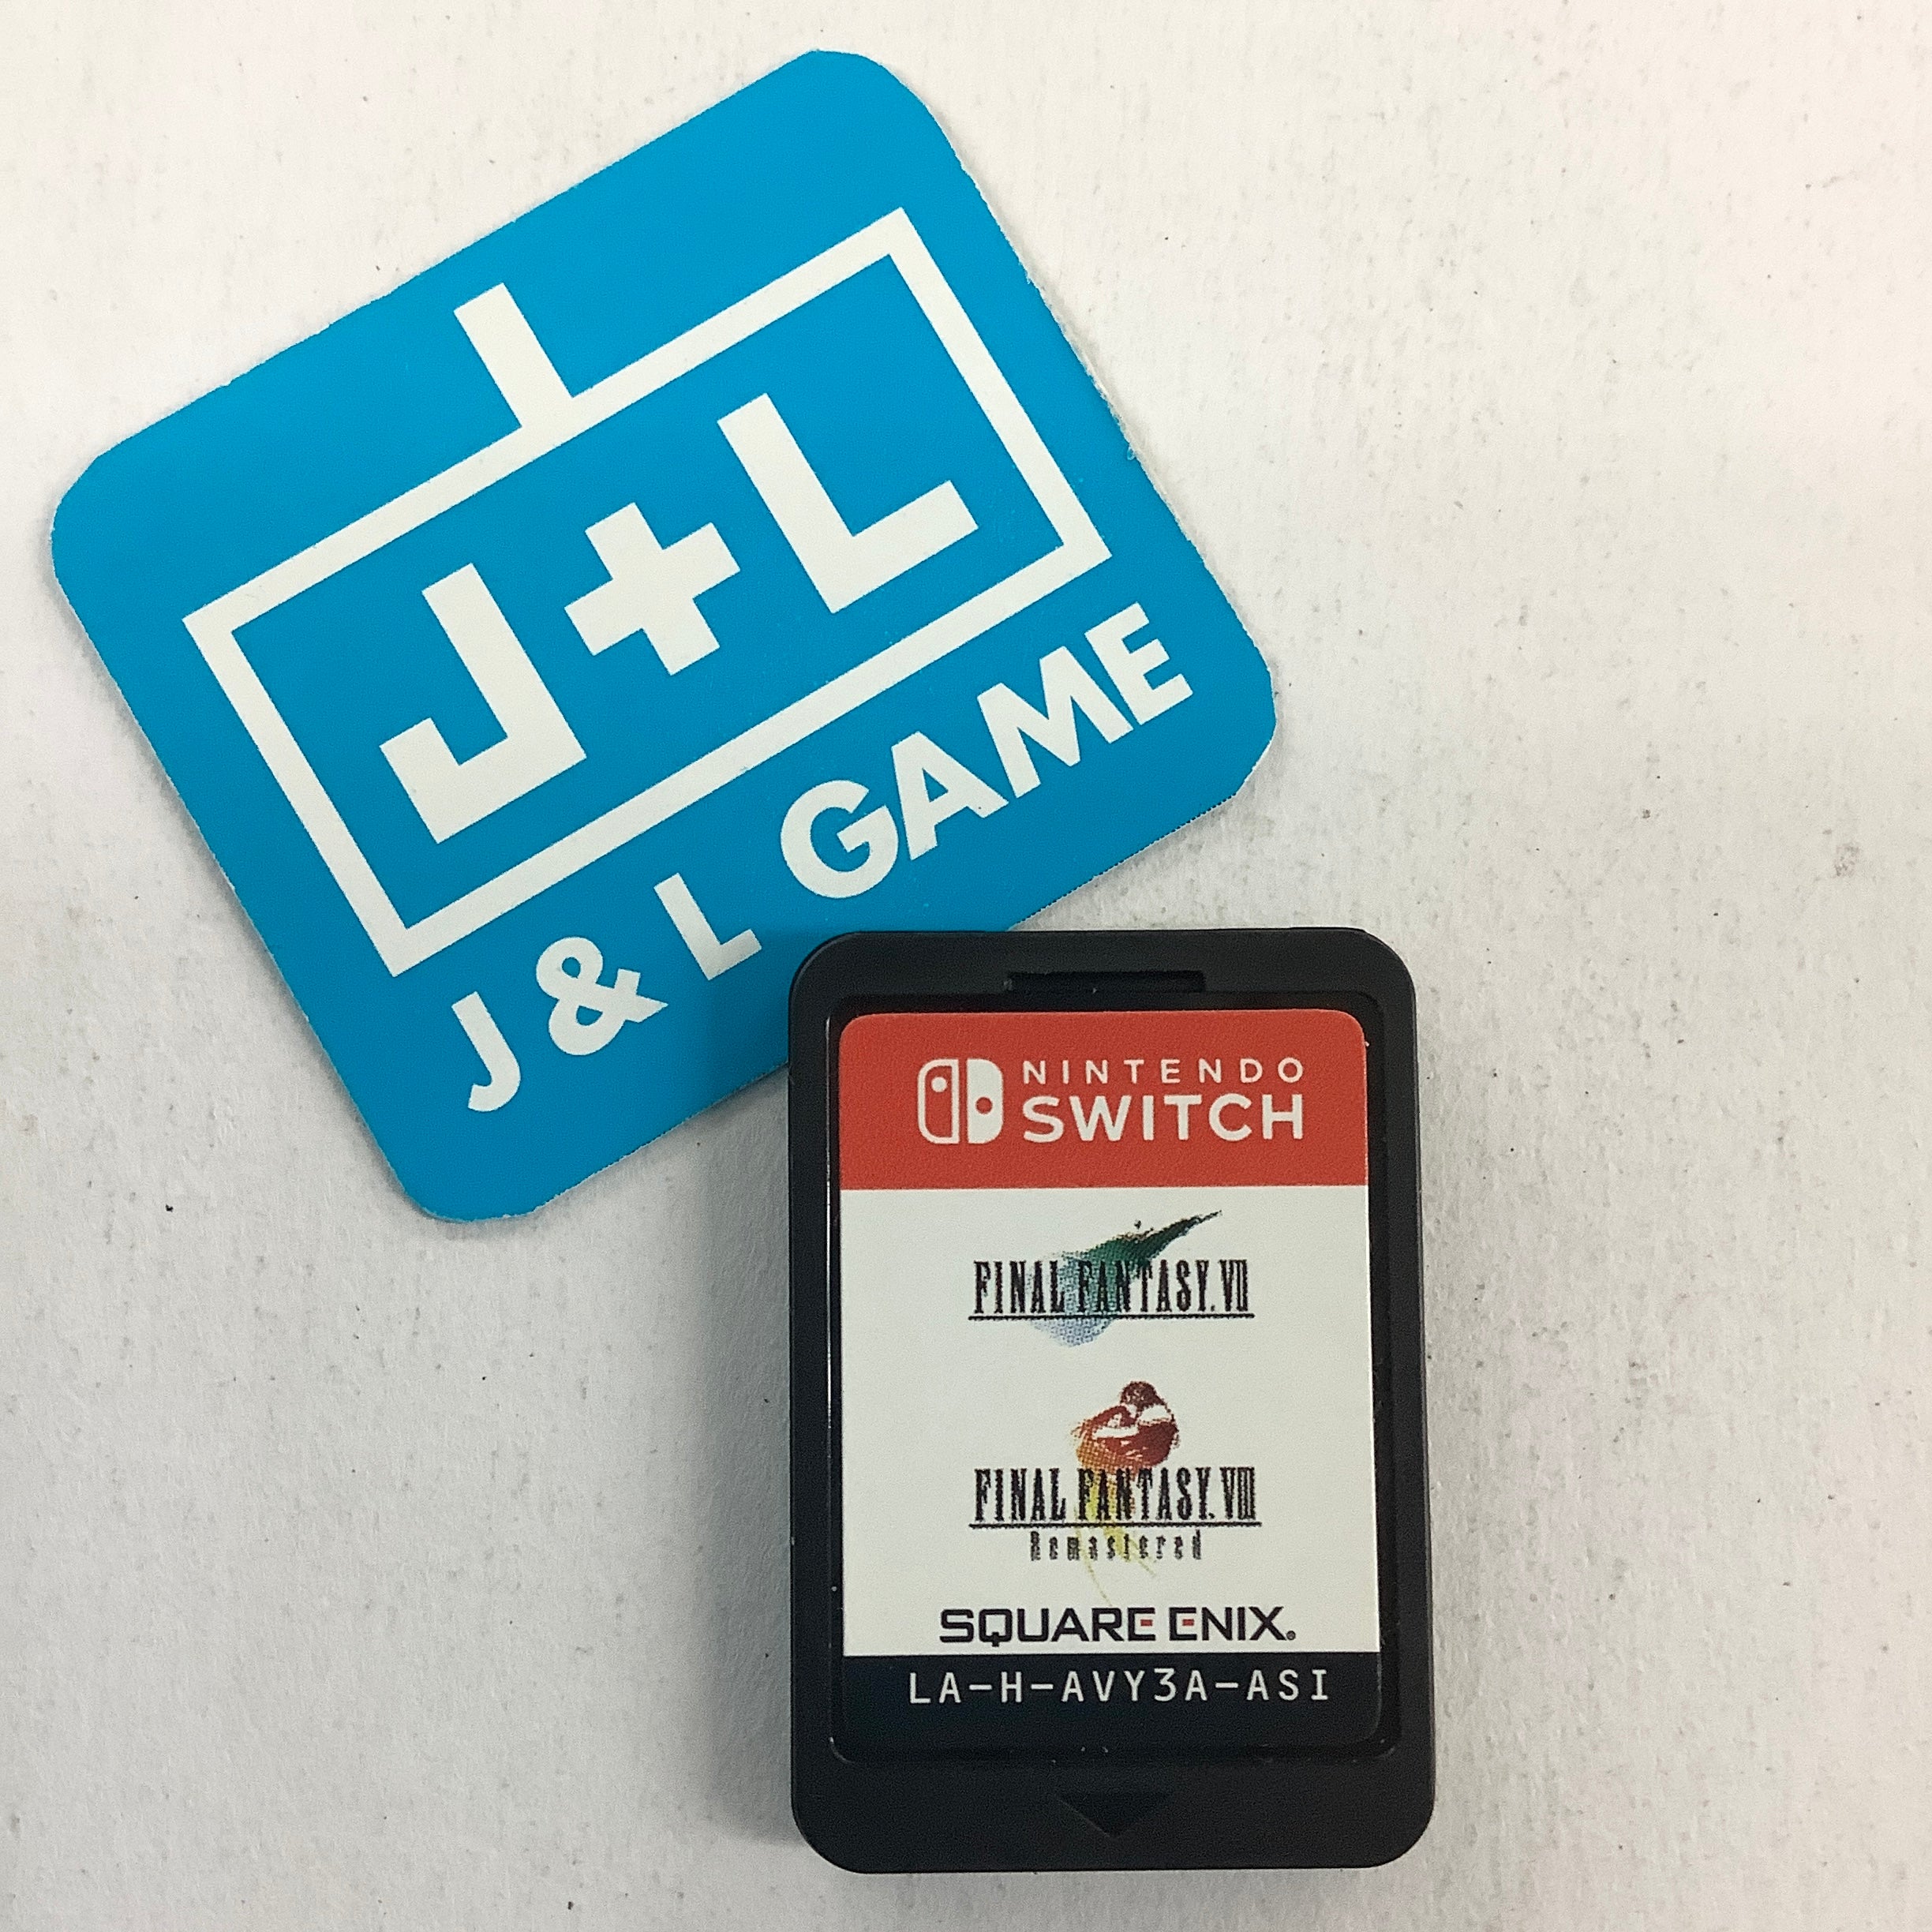 J+L
J & L GAME
NINTENDO
SWITCH
FINAL FANTASY. VII
FINAL FANTASY. VIII
Remastered
SQUARE ENIX®
LA-H-AVY3A-ASI